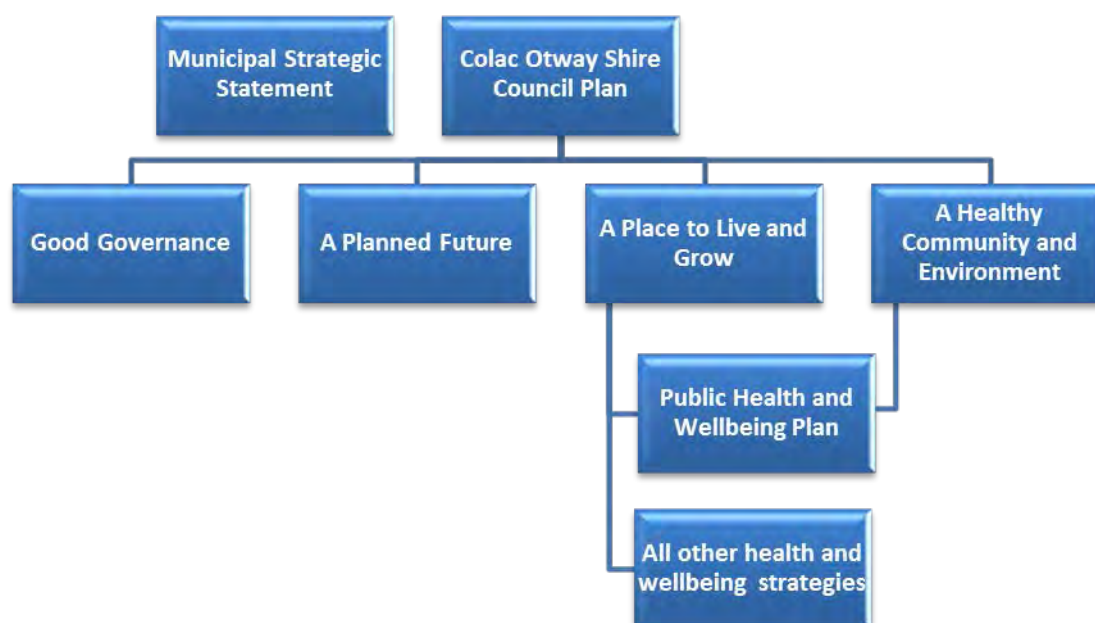 Municipal Strategic
Statement
Colac Otway Shire
Council Plan
Good Governance
A Planned Future
A Place to Live and
Grow
A Healthy
Community and
Environment
Public Health and
Wellbeing Plan
All other health and
wellbeing strategies